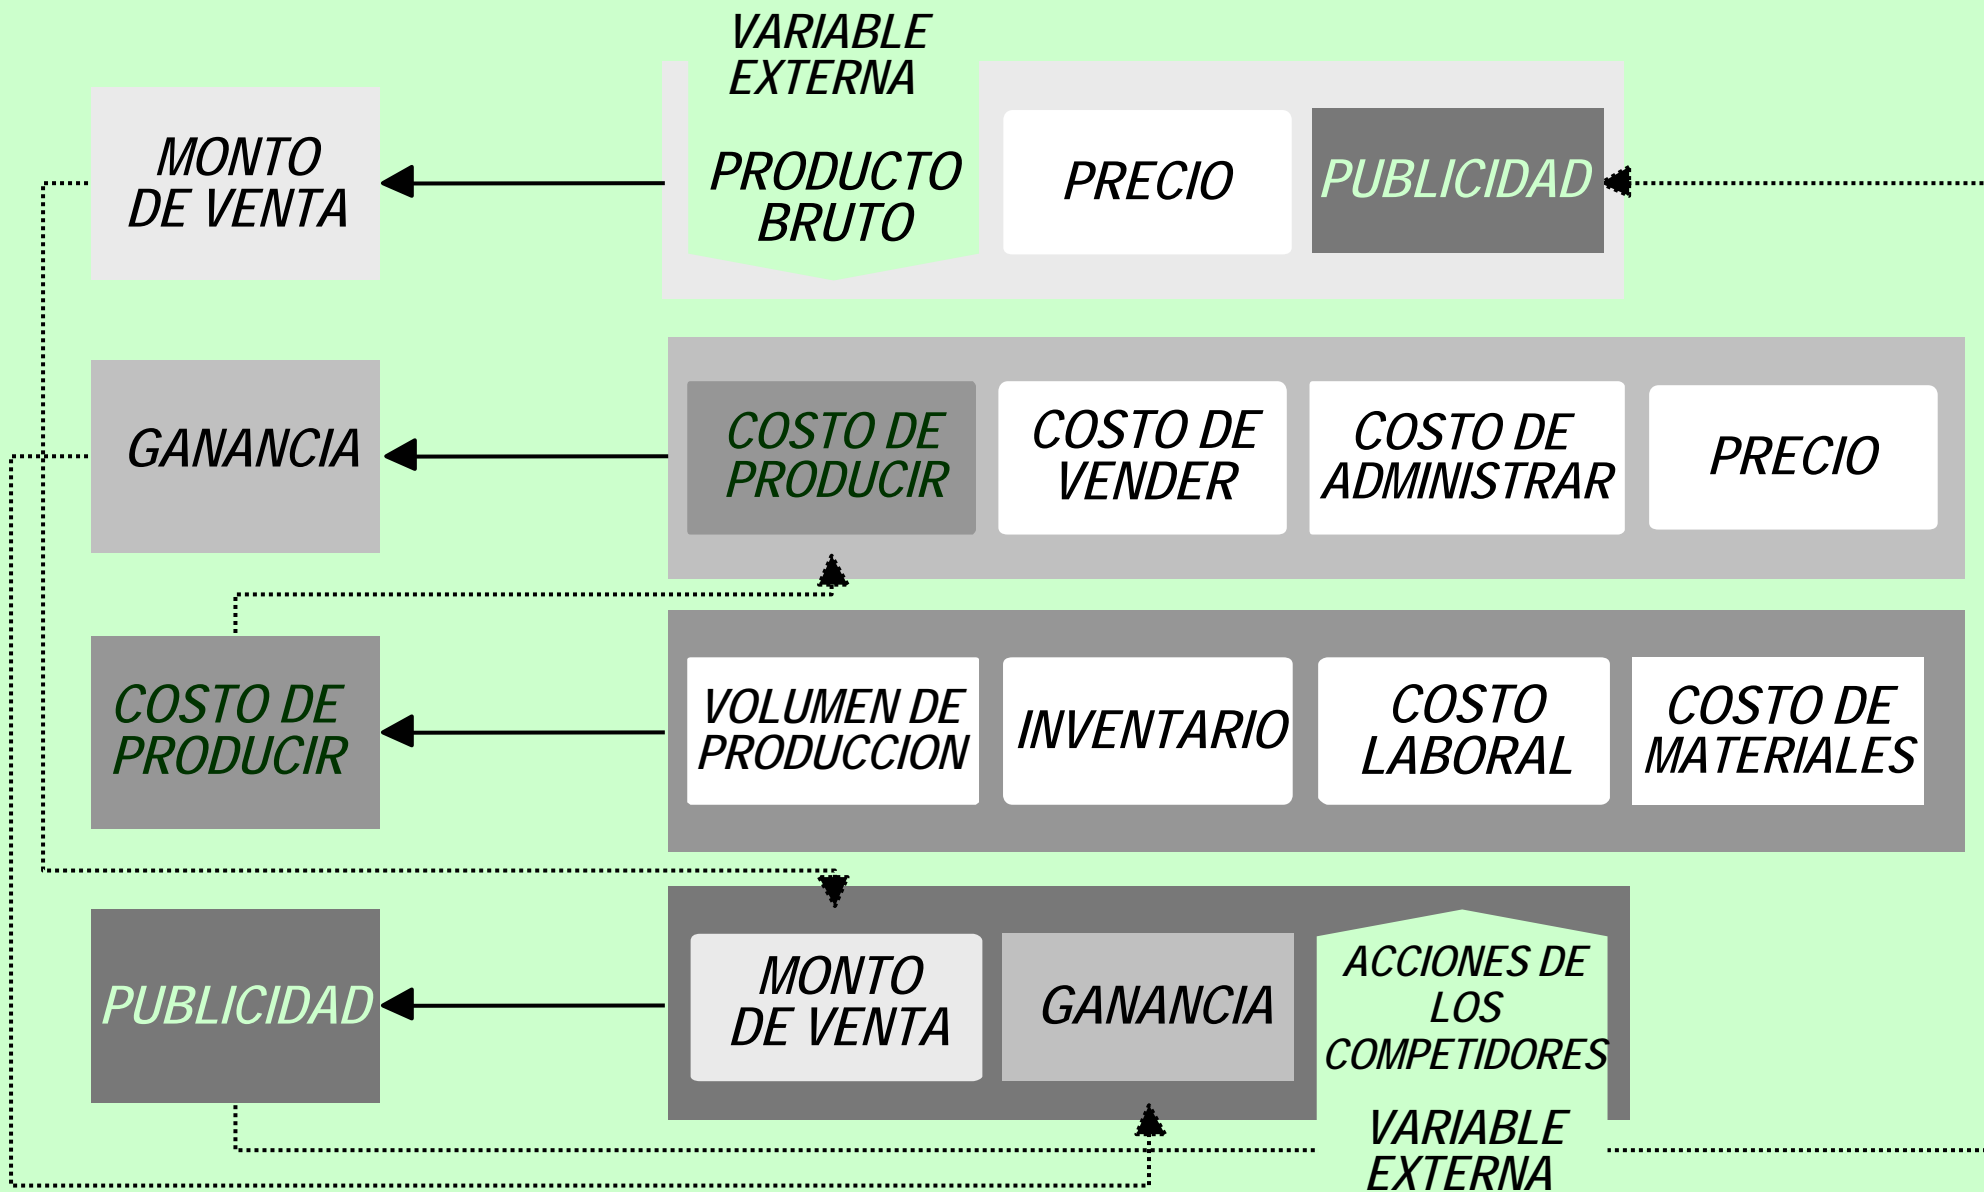 VARIABLE
EXTERNA
MONTO
DE VENTA
PRODUCTO
BRUTO
PRECIO
PUBLICIDAD
GANANCIA
COSTO DE
PRODUCIR
COSTO DE
VENDER
COSTO DE
ADMINISTRAR
PRECIO
COSTO DE
PRODUCIR
VOLUMEN DE
PRODUCCION
INVENTARIO
COSTO
LABORAL
COSTO DE
MATERIALES
PUBLICIDAD
MONTO
DE VENTA
GANANCIA
ACCIONES DE
LOS
COMPETIDORES
VARIABLE
EXTERNA